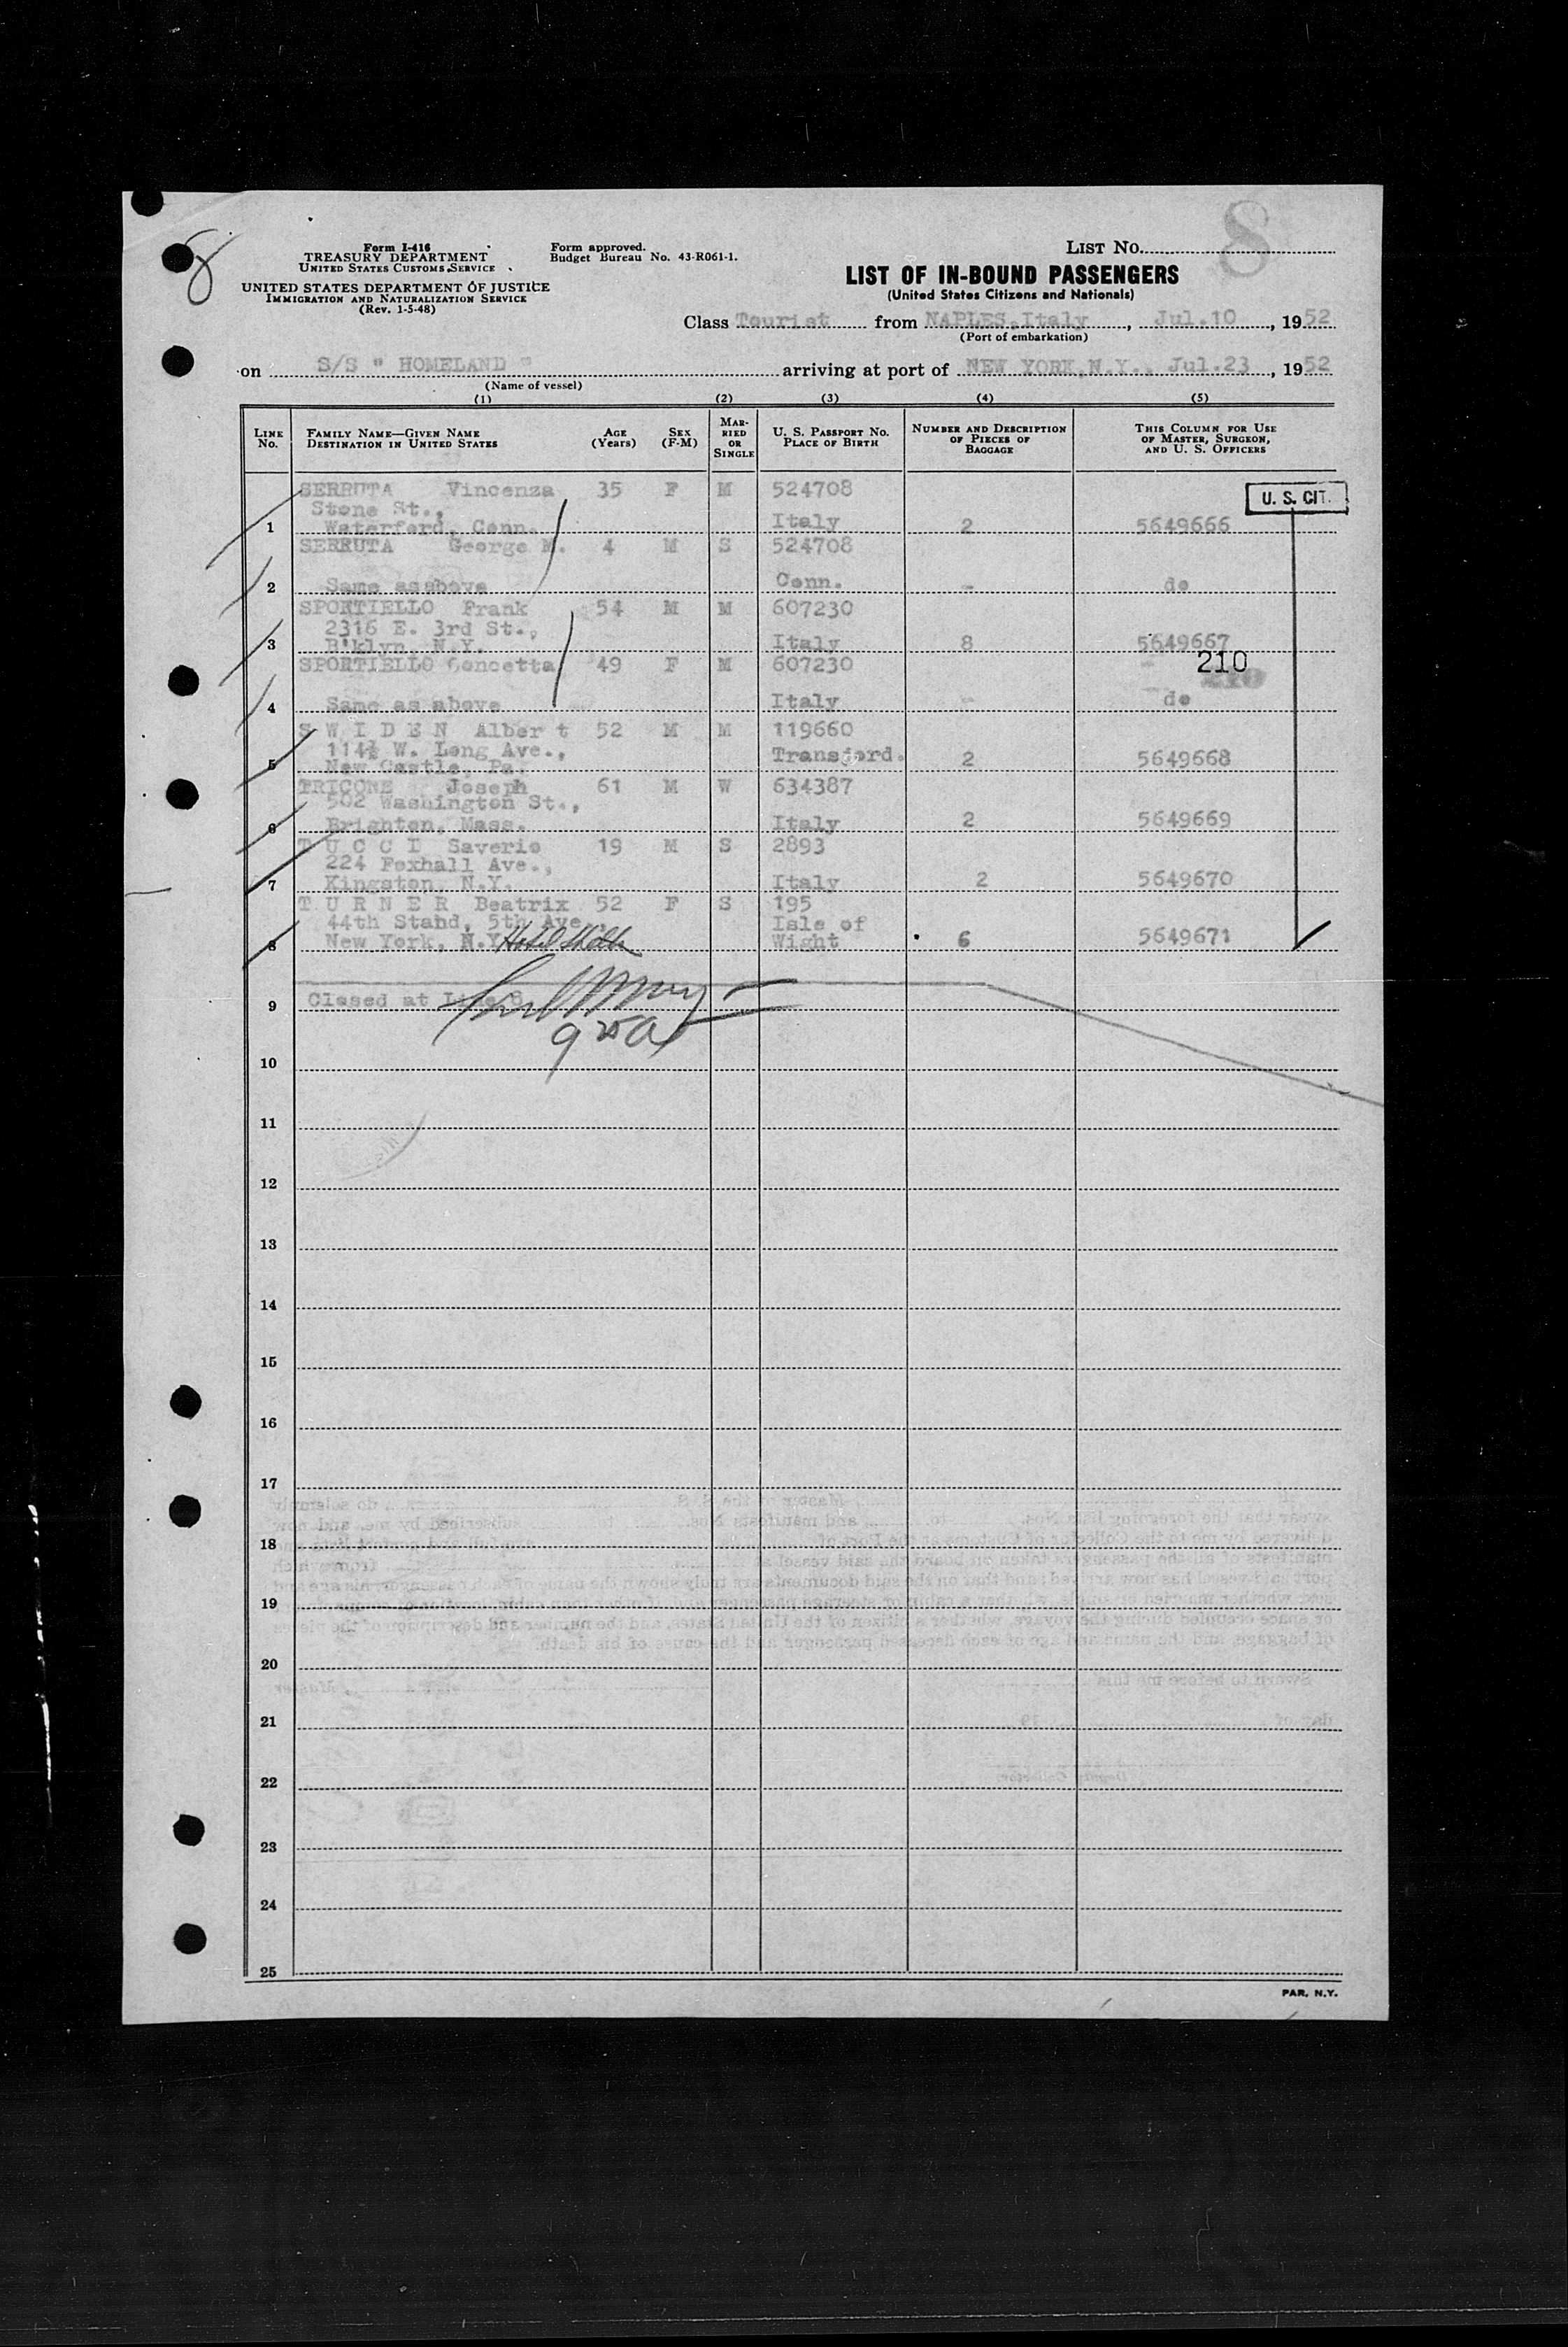 8
8
Form I-416
TREASURY DEPARTMENT
UNITED STATES CUSTOMS SERVICE
UNITED STATES DEPARTMENT OF JUSTICE
IMMIGRATION AND NATURALIZATION SERVICE
(Rev. 1-5-48)
Form approved.
Budget Bureau No. 43-R061-1.
LIST NO.
LIST OF IN-BOUND PASSENGERS
(United States Citizens and Nationals)
Class Tourist from NAPLES, Italy, Jul.10, 1952
(Port of embarkation)
on S/S " HOMELAND " arriving at port of NEW YORK, N.Y., Jul.23, 1952
(Name of vessel)
(1) (2) (3) (4) (5)
LINE No. FAMILY NAME—GIVEN NAME DESTINATION IN UNITED STATES AGE (Years) SEX (F-M) MARRIED OR SINGLE U. S. PASSPORT NO. PLACE OF BIRTH NUMBER AND DESCRIPTION OF PIECES OF BAGGAGE THIS COLUMN FOR USE OF MASTER, SURGEON, AND U. S. OFFICERS
SERRUTA Vincenza 35 F M 524708
U. S. CIT.
Stone St.,
1 Waterford, Conn. Italy 2 5649666
SERRUTA George M. 4 M S 524708
2 Same as above Conn. - do
SPORTIELLO Frank 54 M M 607230
2316 E. 3rd St.,
3 B'klyn, N.Y. Italy 8 5649667
SPORTIELLO Concetta 49 F M 607230
210
4 Same as above Italy - do
S W I D E N Albert 52 M M 119660
114½ W. Long Ave.,
5 New Castle, Pa. 2 5649668
TRICONE Joseph 61 M W 634387
502 Washington St.,
6 Brighton, Mass. Italy 2 5649669
T U C C I Saverio 19 M S 2893
224 Foxhall Ave.,
7 Kingston, N.Y. Italy 2 5649670
T U R N E R Beatrix 52 F S 195
44th Stand, 5th Ave. Isle of
8 New York, N.Y. Hotel Wight 6 5649671
9 Closed at Line 8
10
11
12
13
14
15
16
17
18
19
20
21
22
23
24
25
PAR. N.Y.